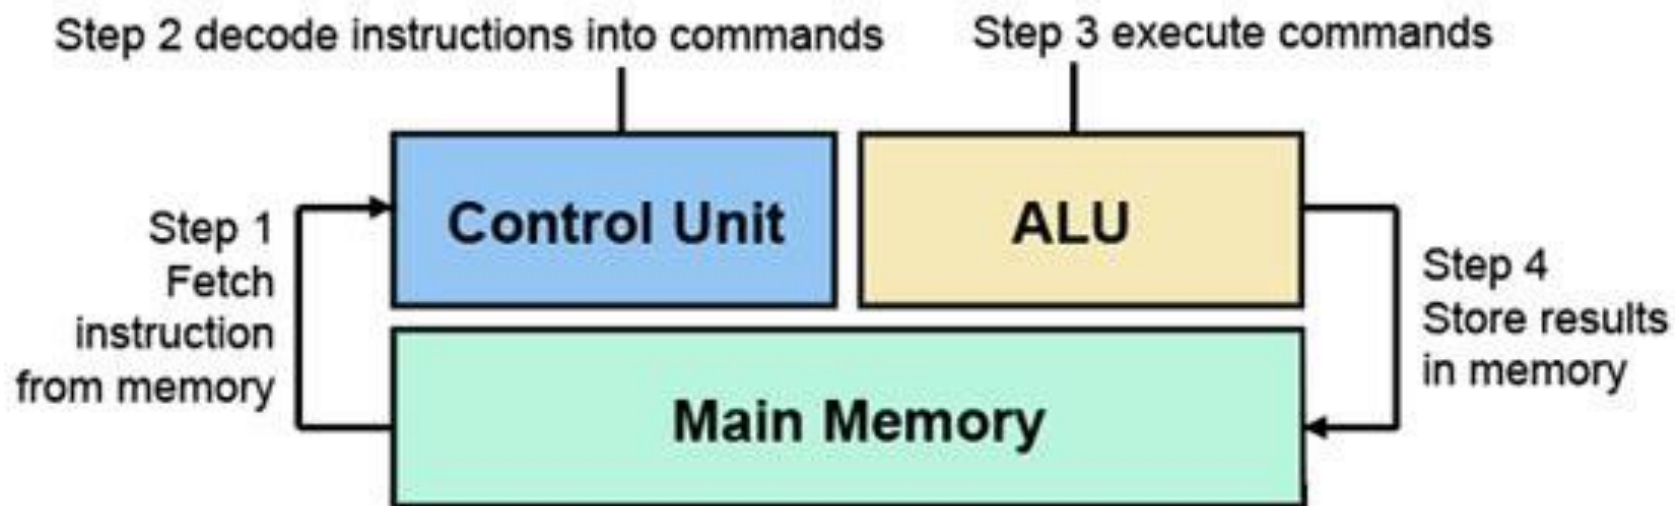 Step 2 decode instructions into commands
Step 3 execute commands
Control Unit
ALU
Step 1
Fetch
instruction
from memory
Step 4
Store results
in memory
Main Memory